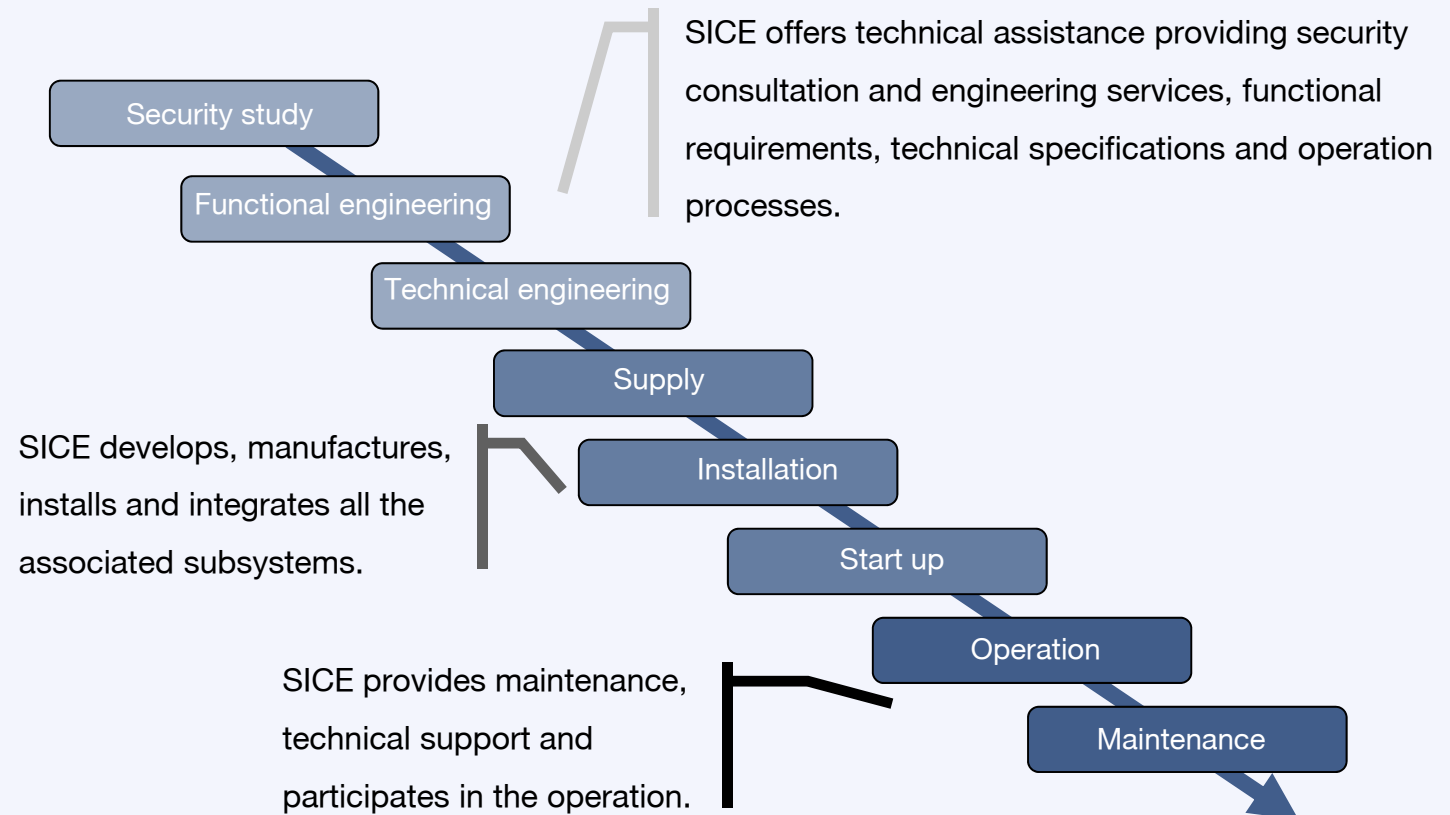 SICE offers technical assistance providing security
consultation and engineering services, functional
requirements, technical specifications and operation
processes.
Security study
Functional engineering
Technical engineering
Supply
Installation
Start up
Operation
Maintenance
SICE develops, manufactures,
installs and integrates all the
associated subsystems.
SICE provides maintenance,
technical support and
participates in the operation.